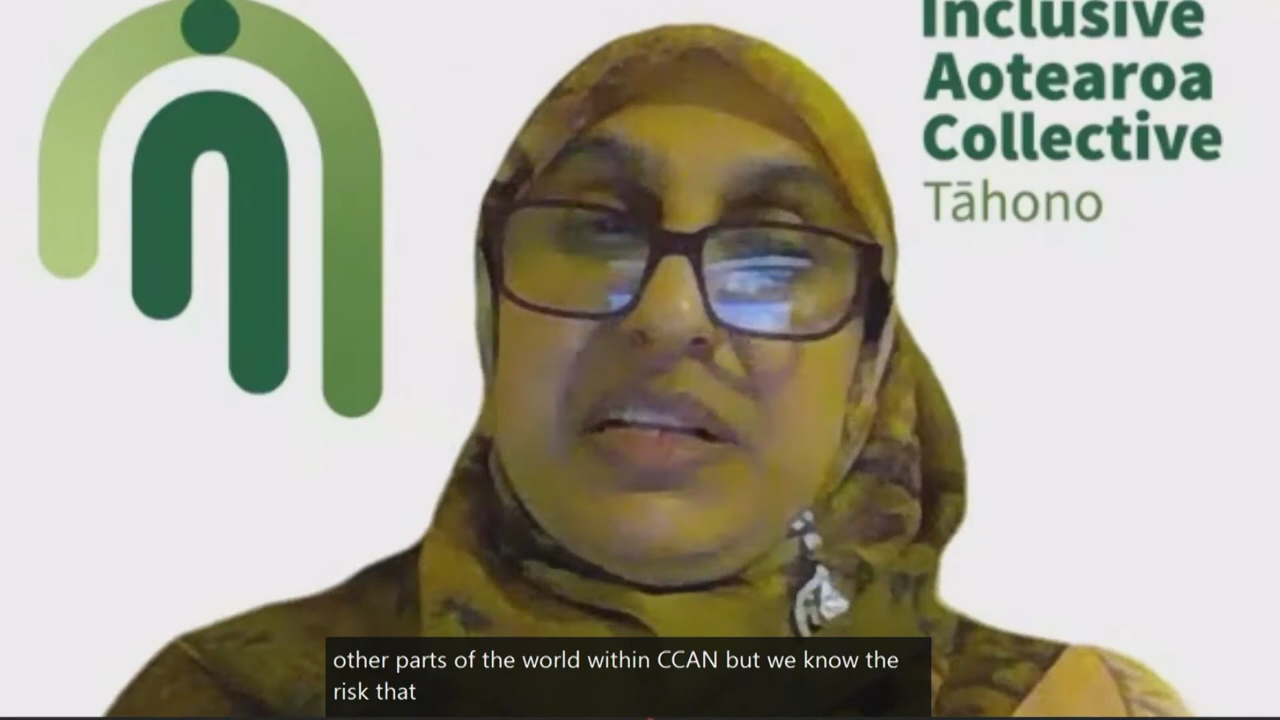 Inclusive
Aotearoa
Collective
Tāhono
other parts of the world within CCAN but we know the
risk that